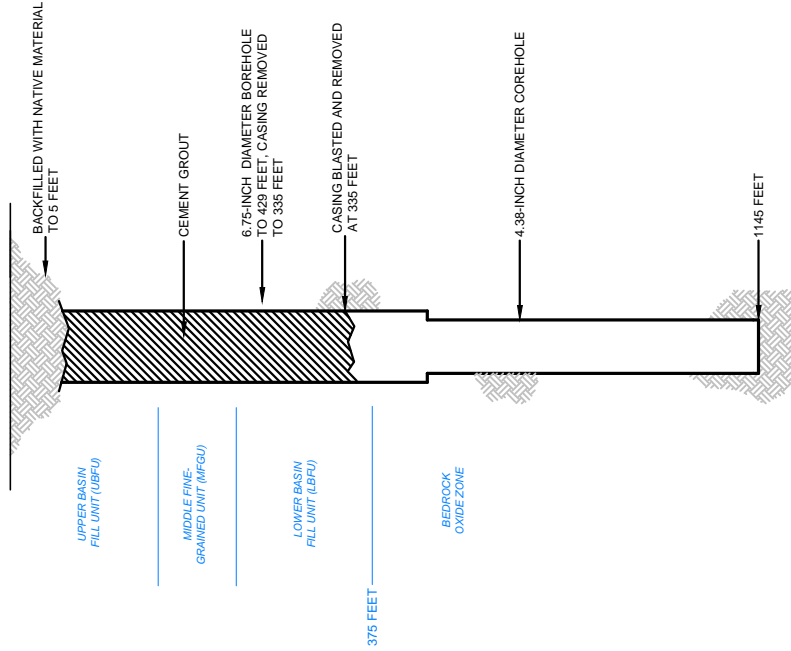 BACKFILLED WITH NATIVE MATERIAL
TO 5 FEET
CEMENT GROUT
6.75-INCH DIAMETER BOREHOLE
TO 429 FEET, CASING REMOVED
TO 335 FEET
CASING BLASTED AND REMOVED
AT 335 FEET
4.38-INCH DIAMETER COREHOLE
1145 FEET
UPPER BASIN
FILL UNIT (UBFU)
MIDDLE FINE-
GRAINED UNIT (MFGU)
LOWER BASIN
FILL UNIT (LBFU)
BEDROCK
OXIDE ZONE
375 FEET